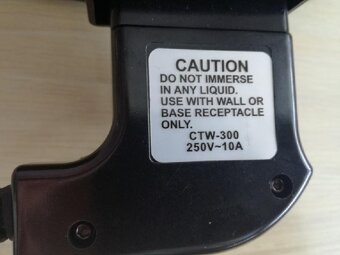 CAUTION
DO NOT IMMERSE
IN ANY LIQUID.
USE WITH WALL OR
BASE RECEPTACLE
ONLY.
CTW-300
250V~10A